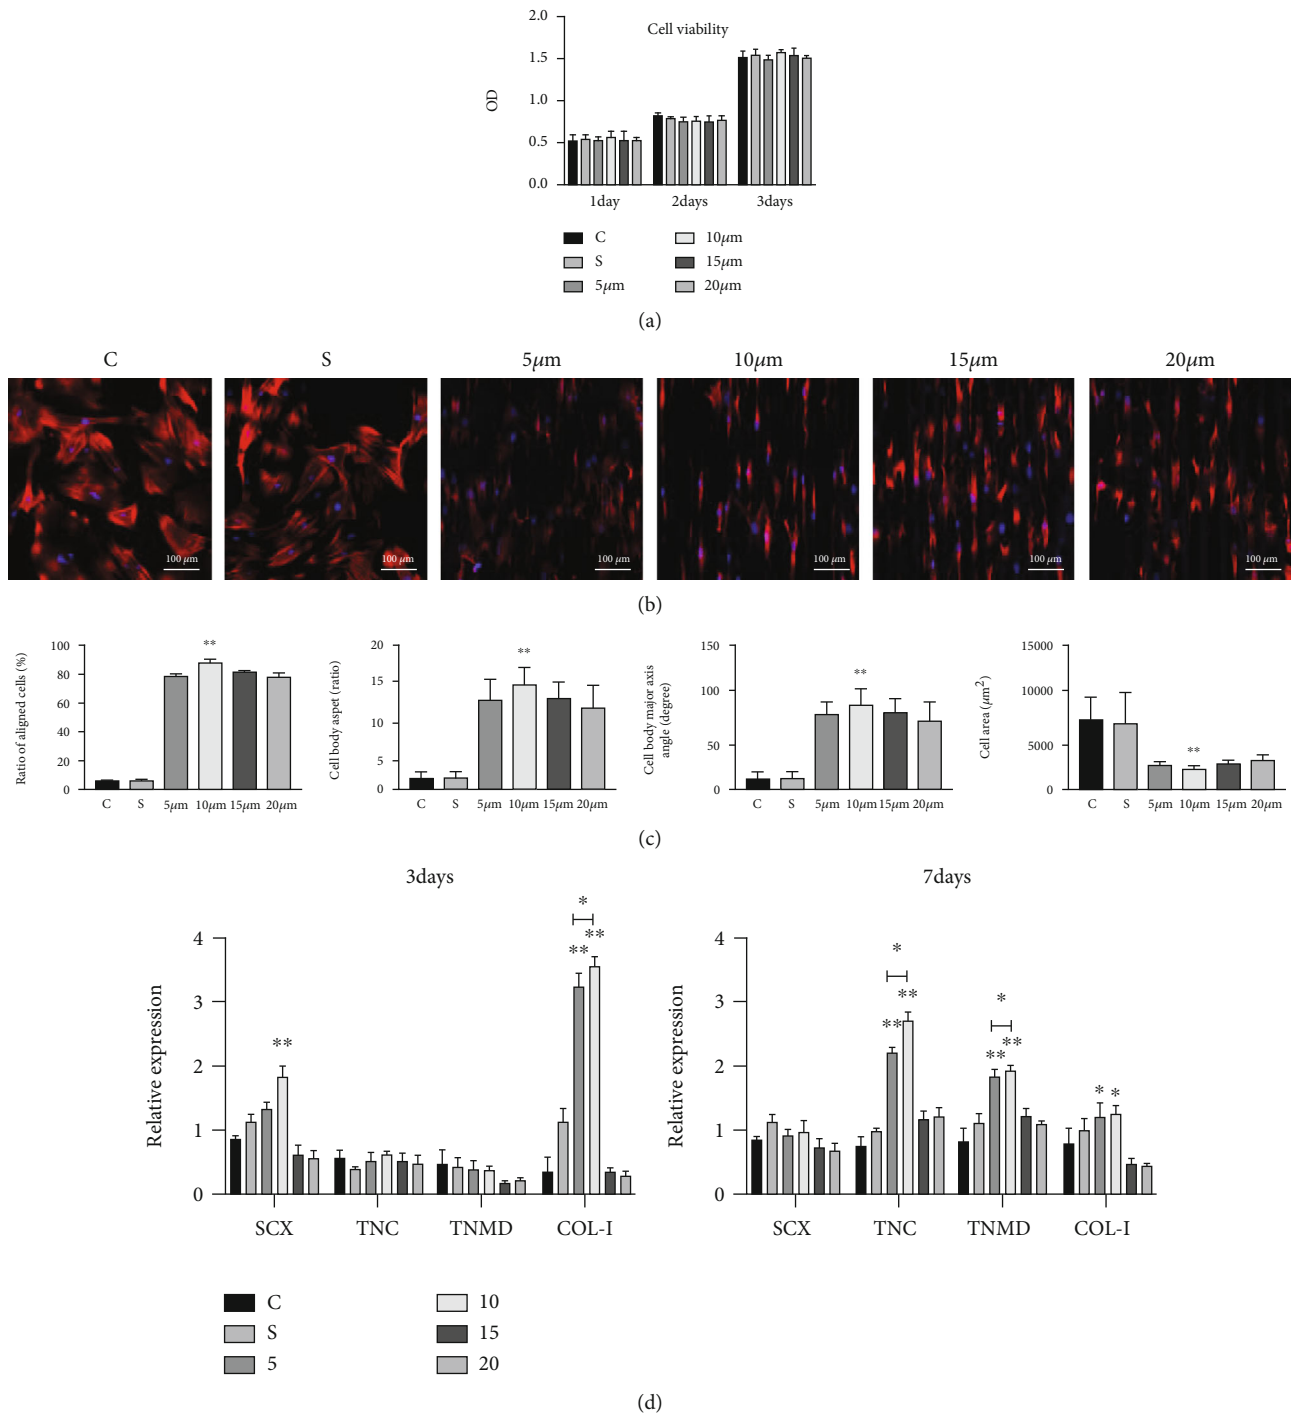 Cell viability
OD
2.0
1.5
1.0
0.5
0.0
1day 2days 3days
C 10μm
S 15μm
5μm 20μm
(a)
C S 5μm 10μm 15μm 20μm
100 μm 100 μm 100 μm 100 μm 100 μm 100 μm
(b)
Ratio of aligned cells (%)
100
80
60
40
20
0
**
C S 5μm 10μm 15μm 20μm
Cell body aspet (ratio)
20
15
10
5
0
**
C S 5μm 10μm 15μm 20μm
Cell body major axis
angle (degree)
150
100
50
0
**
C S 5μm 10μm 15μm 20μm
Cell area (μm²)
15000
10000
5000
0
**
C S 5μm 10μm 15μm 20μm
(c)
3days
Relative expression
4
3
2
1
0
**
*
**
**
SCX TNC TNMD COL-I
7days
Relative expression
4
3
2
1
0
*
**
**
*
**
**
* *
SCX TNC TNMD COL-I
C 10
S 15
5 20
(d)